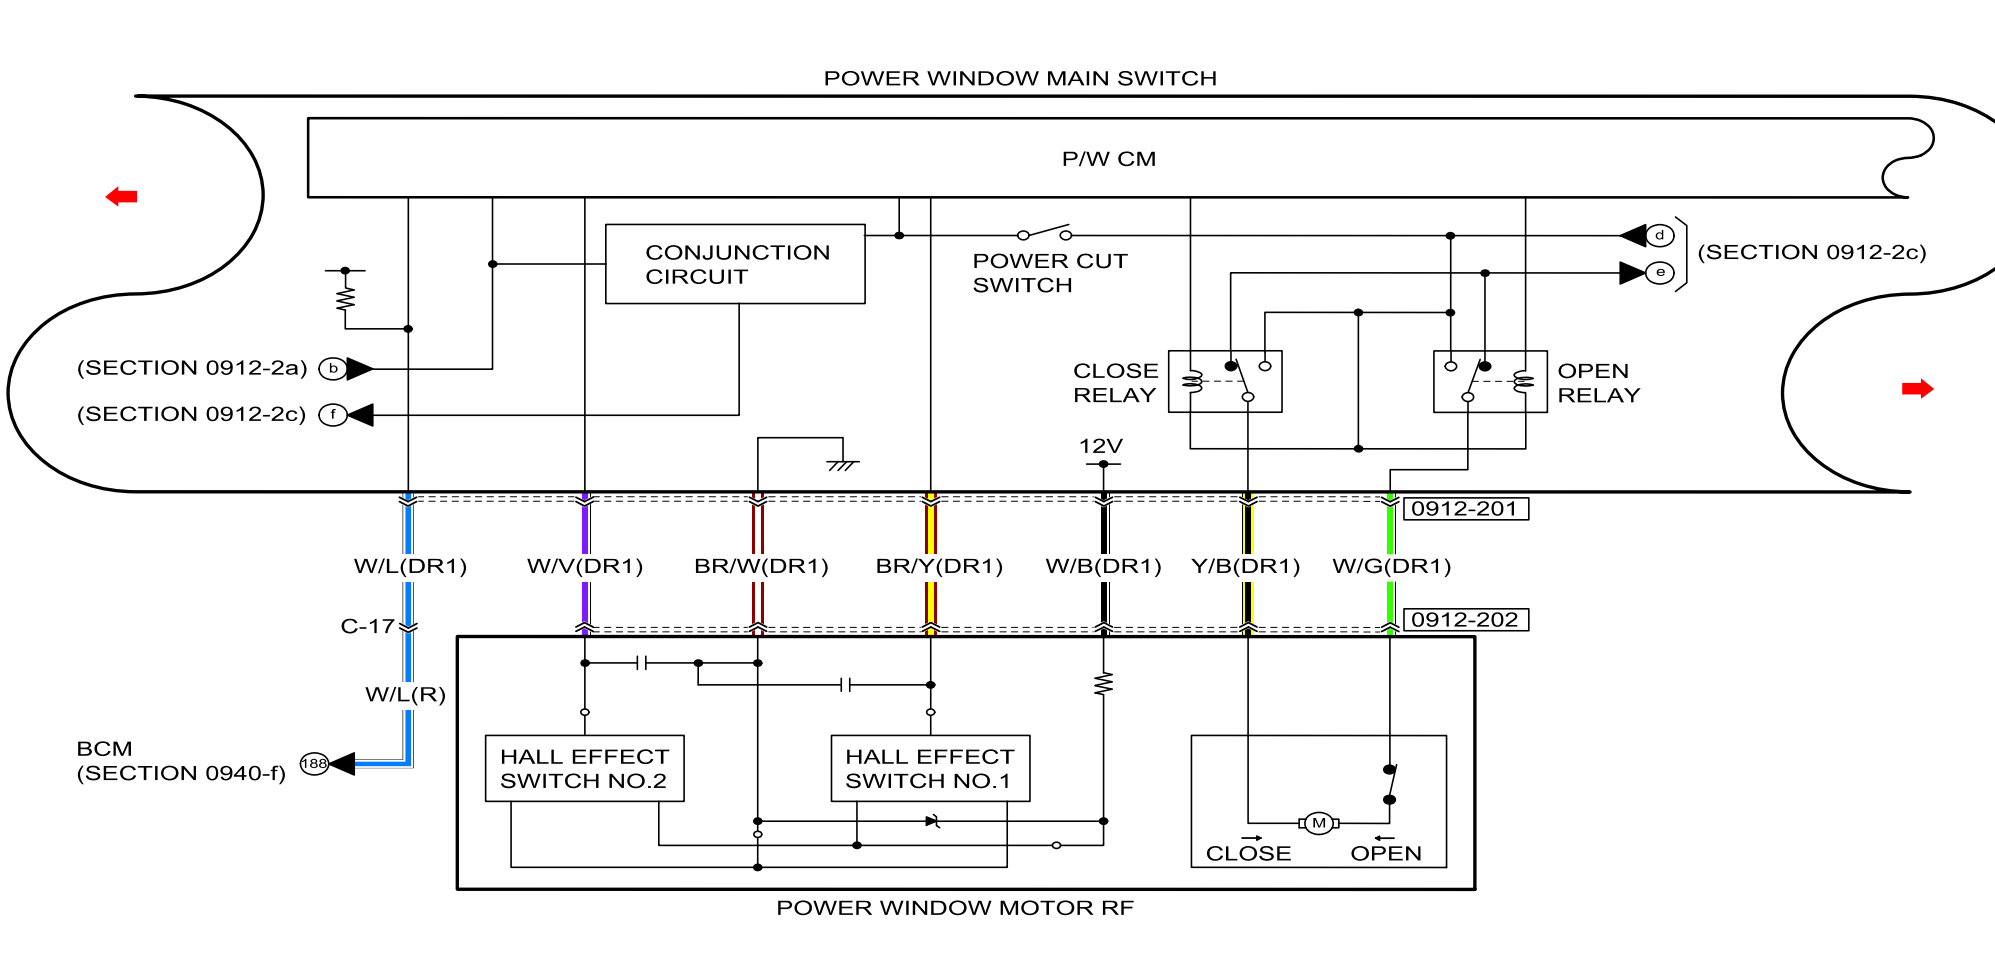 POWER WINDOW MAIN SWITCH
P/W CM
CONJUNCTION
CIRCUIT
POWER CUT
SWITCH
d
e
(SECTION 0912-2c)
(SECTION 0912-2a)
b
(SECTION 0912-2c)
f
CLOSE
RELAY
OPEN
RELAY
12V
0912-201
W/L(DR1)
W/V(DR1)
BR/W(DR1)
BR/Y(DR1)
W/B(DR1)
Y/B(DR1)
W/G(DR1)
C-17
0912-202
W/L(R)
BCM
(SECTION 0940-f)
188
HALL EFFECT
SWITCH NO.2
HALL EFFECT
SWITCH NO.1
M
CLOSE
OPEN
POWER WINDOW MOTOR RF